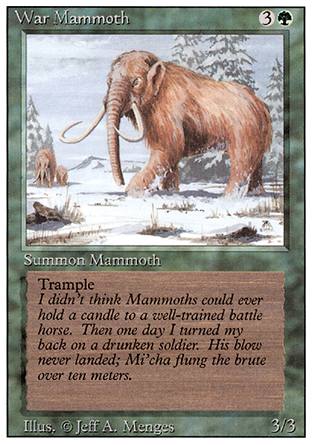 War Mammoth 3
Summon Mammoth
Trample
I didn't think Mammoths could ever
hold a candle to a well-trained battle
horse. Then one day I turned my
back on a drunken soldier. His blow
never landed; Mi'cha flung the brute
over ten meters.
Illus. © Jeff A. Menges 3/3